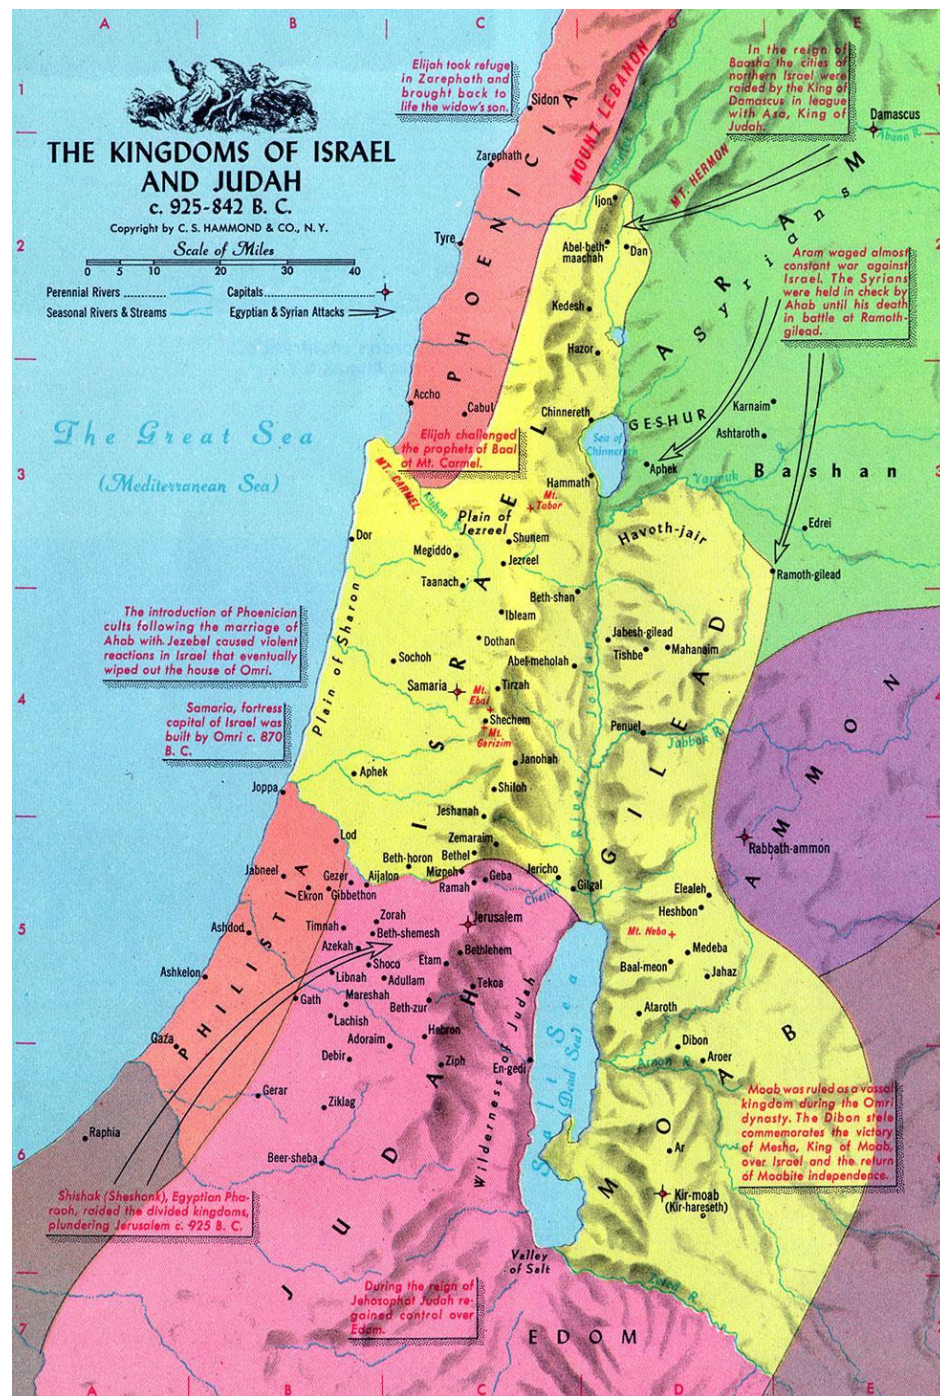 A B C D E
1
2
3
4
5
6
7
THE KINGDOMS OF ISRAEL
AND JUDAH
c. 925-842 B. C.
Copyright by C. S. HAMMOND & CO., N. Y.
Scale of Miles
0 5 10 20 30 40
Perennial Rivers
Capitals
Seasonal Rivers & Streams
Egyptian & Syrian Attacks
Elijah took refuge
in Zarephath and
brought back to
life the widow's son.
In the reign of
Baasha the cities of
northern Israel were
raided by the King of
Damascus in league
with Asa, King of
Judah.
Damascus
Abana R.
Sidon
MOUNT LEBANON
Zarephath
PHOENICIA
MT. HERMON
Ijon
Tyre
Abel-beth-
maachah
Dan
ARAM
Syrians
Aram waged almost
constant war against
Israel. The Syrians
were held in check by
Ahab until his death
in battle at Ramoth-
gilead.
Kedesh
Hazor
Accho
Cabul
Chinnereth
GESHUR
Karnaim
Ashtaroth
The Great Sea
(Mediterranean Sea)
Sea of
Chinnereth
Elijah challenged
the prophets of Baal
at Mt. Carmel.
Aphek
Bashan
MT. CARMEL
Hammath
Yarmuk R.
Kishon R.
Mt.
Tabor
Plain of
Jezreel
Edrei
Dor
Shunem
Havoth-jair
Megiddo
Jezreel
Ramoth-gilead
Taanach
Beth-shan
Plain of Sharon
The introduction of Phoenician
cults following the marriage of
Ahab with Jezebel caused violent
reactions in Israel that eventually
wiped out the house of Omri.
Ibleam
Dothan
Jabesh-gilead
Tishbe
Mahanaim
Sochoh
Abel-meholah
ISRAEL
Samaria
Tirzah
Mt.
Ebal
Shechem
Mt.
Gerizim
Samaria, fortress
capital of Israel was
built by Omri c. 870
B. C.
Penuel
Jabbok R.
River Jordan
GILEAD
AMMON
Aphek
Janohah
Joppa
Shiloh
Jeshanah
Lod
Zemaraim
Rabbath-ammon
Beth-horon
Bethel
Mizpeh
Jericho
Jabneel
Gezer
Aijalon
Ramah
Geba
Gilgal
Ekron
Gibbethon
Cherith
Elealeh
Heshbon
PHILISTIA
Zorah
Jerusalem
Ashdod
Timnah
Beth-shemesh
Mt. Nebo
Azekah
Bethlehem
Medeba
Baal-meon
Ashkelon
Shoco
Etam
Jahaz
Libnah
Adullam
Tekoa
Gath
Mareshah
Beth-zur
Ataroth
Lachish
Hebron
Gaza
Adoraim
Dibon
Debir
Ziph
En-gedi
Arnon R.
Aroer
Gerar
Ziklag
JUDAH
Wilderness of Judah
Salt Sea
(Dead Sea)
MOAB
Moab was ruled as a vassal
kingdom during the Omri
dynasty. The Dibon stele
commemorates the victory
of Mesha, King of Moab,
over Israel and the return
of Moabite independence.
Raphia
Beer-sheba
Ar
Shishak (Sheshonk), Egyptian Pha-
raoh, raided the divided kingdoms,
plundering Jerusalem c. 925 B. C.
Kir-moab
(Kir-hareseth)
Valley
of Salt
Zered R.
During the reign of
Jehosophat Judah re-
gained control over
Edom.
EDOM
A B C D E